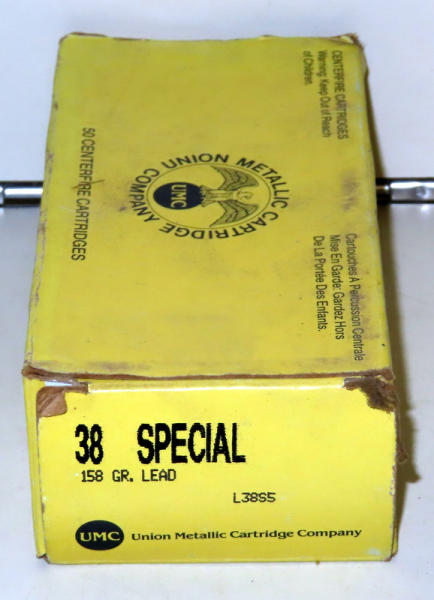 CENTERFIRE CARTRIDGES
Warning: Keep Out of Reach
of Children.
Cartouches A Percussion Centrale
Mise En Garde: Gardez Hors
De La Portée Des Enfants.
UNION METALLIC CARTRIDGE
COMPANY
UMC
50 CENTERFIRE CARTRIDGES
38 SPECIAL
158 GR. LEAD
L38S5
UMC Union Metallic Cartridge Company